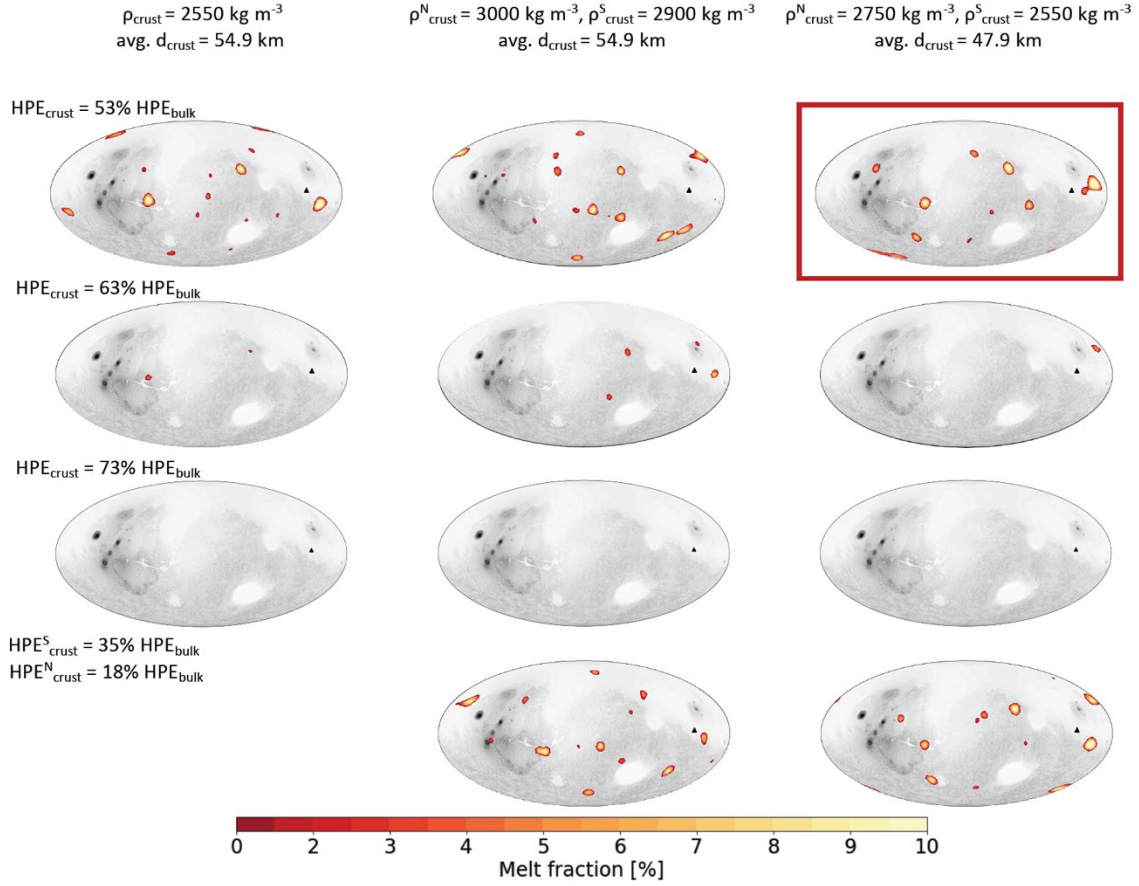 ρcrust = 2550 kg m-3
avg. dcrust = 54.9 km
ρNcrust = 3000 kg m-3, ρScrust = 2900 kg m-3
avg. dcrust = 54.9 km
ρNcrust = 2750 kg m-3, ρScrust = 2550 kg m-3
avg. dcrust = 47.9 km
HPEcrust = 53% HPEbulk
HPEcrust = 63% HPEbulk
HPEcrust = 73% HPEbulk
HPEScrust = 35% HPEbulk
HPENcrust = 18% HPEbulk
0 2 3 4 5 6 7 8 9 10
Melt fraction [%]